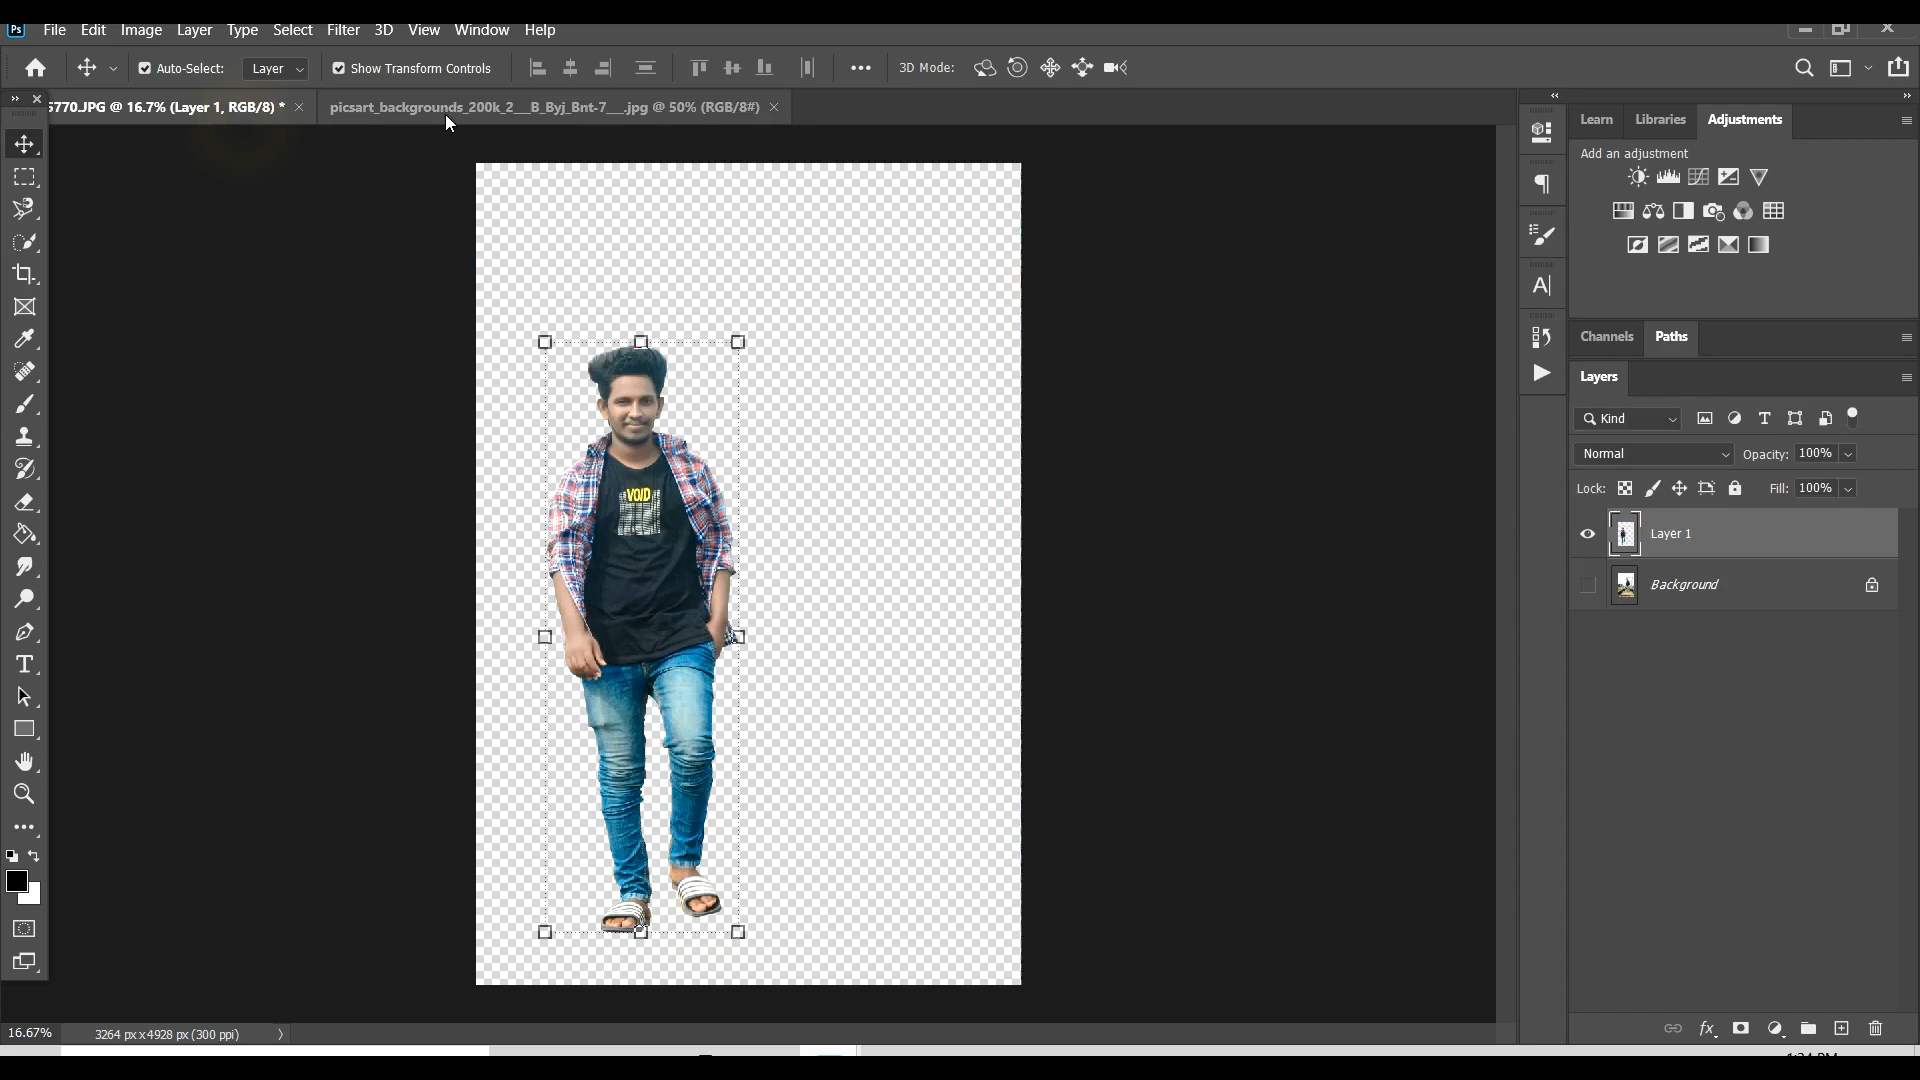 Ps File Edit Image Layer Type Select Filter 3D View Window Help
Auto-Select: Layer Show Transform Controls 3D Mode:
5770.JPG @ 16.7% (Layer 1, RGB/8) * picsart_backgrounds_200k_2__B_Byj_Bnt-7__.jpg @ 50% (RGB/8#)
Learn Libraries Adjustments
Add an adjustment
Channels Paths
Layers
Kind
Normal Opacity: 100%
Lock: Fill: 100%
Layer 1
Background
VOID
16.67% 3264 px x 4928 px (300 ppi)